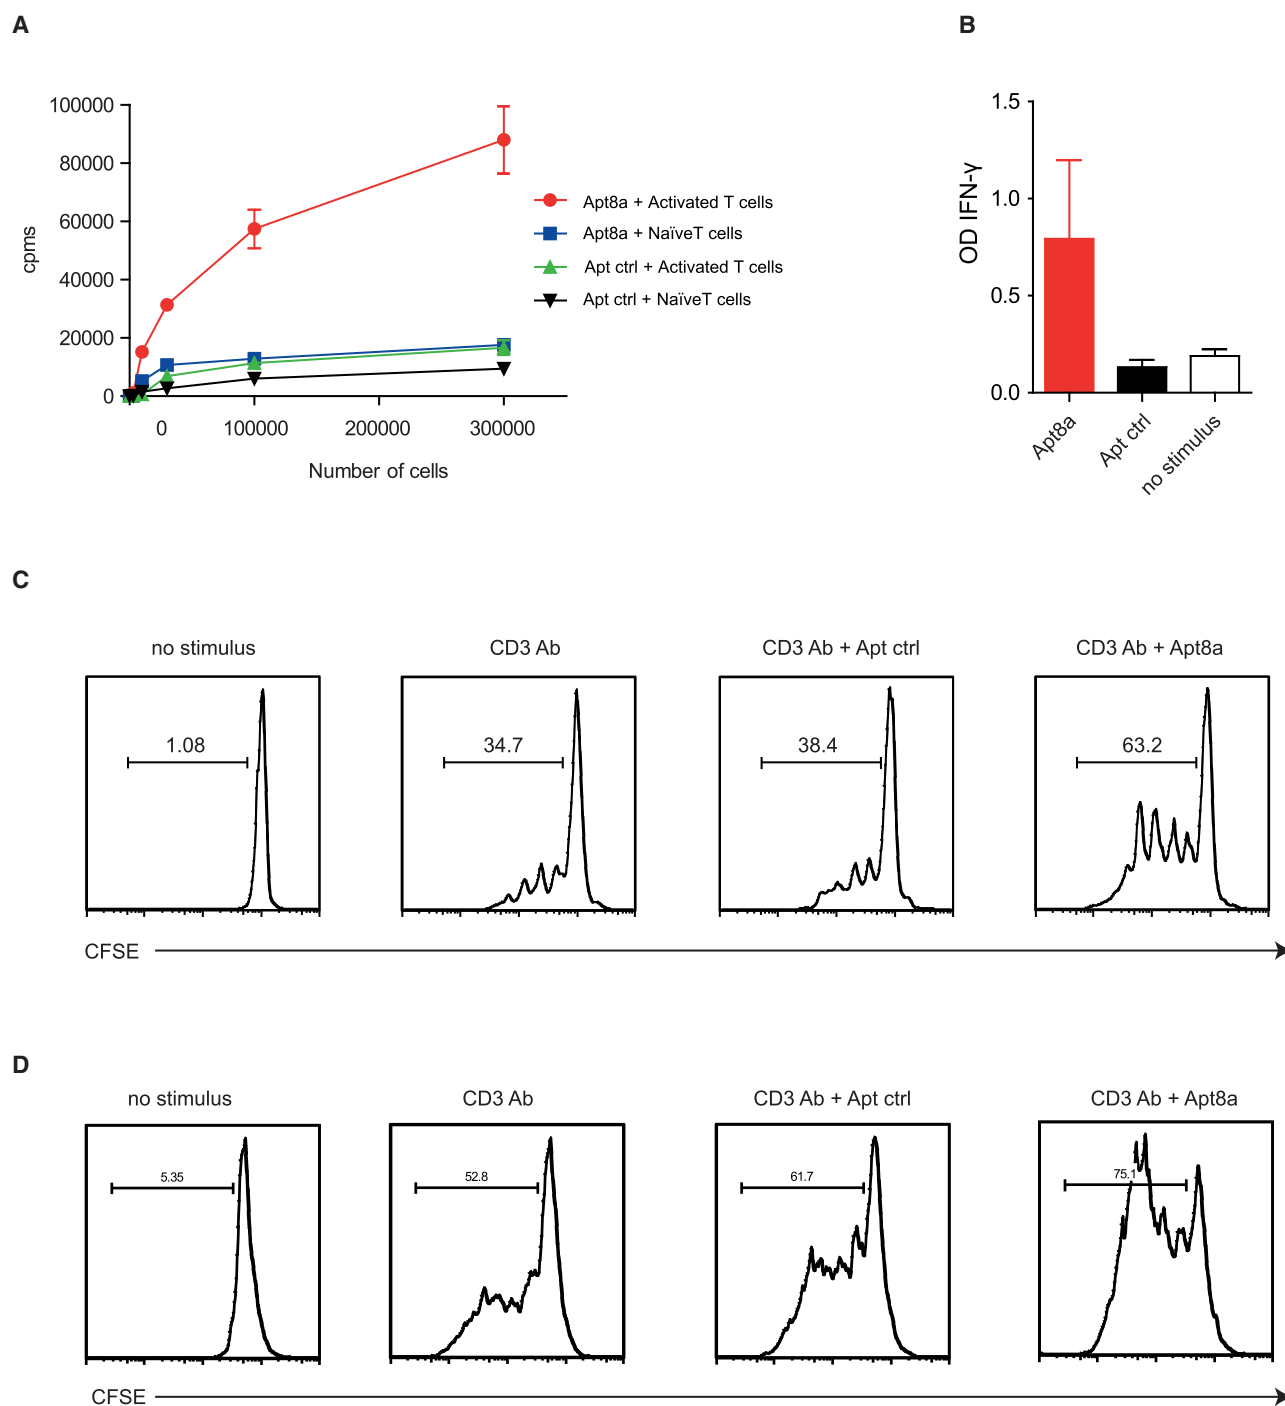 A
B
100000
80000
60000
40000
20000
0
cpms
0 100000 200000 300000
Number of cells
Apt8a + Activated T cells
Apt8a + NaïveT cells
Apt ctrl + Activated T cells
Apt ctrl + NaïveT cells
1.5
1.0
0.5
0.0
OD IFN-γ
Apt8a
Apt ctrl
no stimulus
C
no stimulus
CD3 Ab
CD3 Ab + Apt ctrl
CD3 Ab + Apt8a
1.08
34.7
38.4
63.2
CFSE
D
no stimulus
CD3 Ab
CD3 Ab + Apt ctrl
CD3 Ab + Apt8a
5.35
52.8
61.7
75.1
CFSE